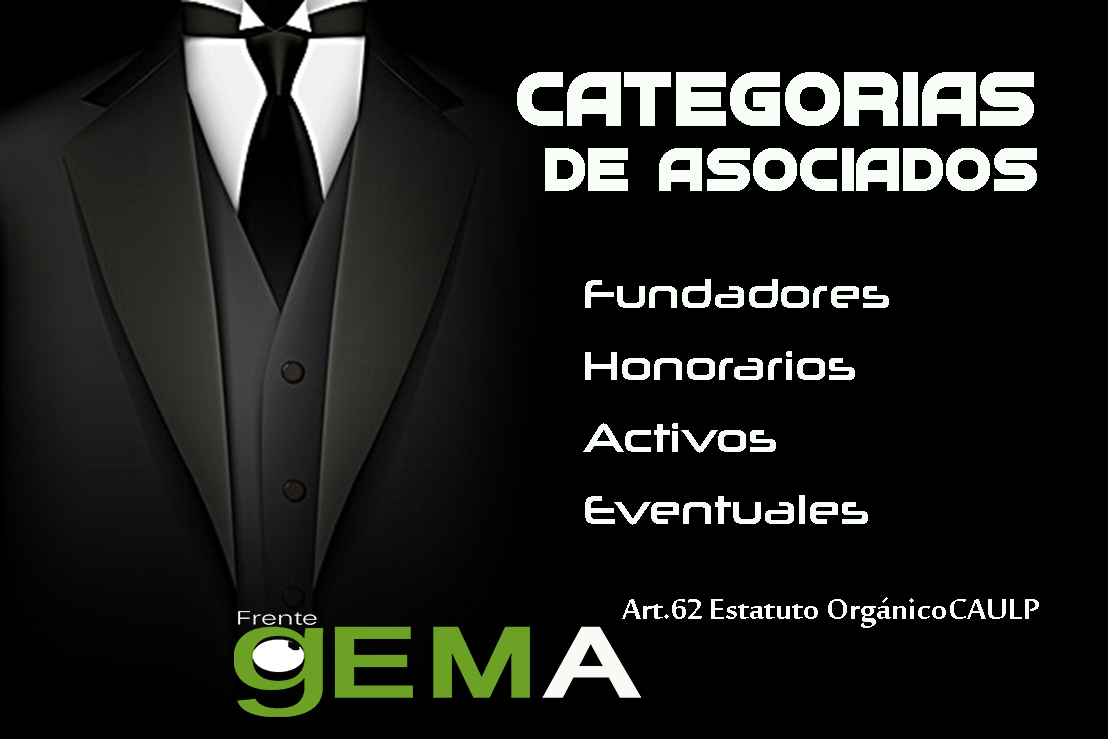 CATEGORIAS
DE ASOCIADOS
Fundadores
Honorarios
Activos
Eventuales
Art.62 Estatuto OrgánicoCAULP
Frente
gEMA